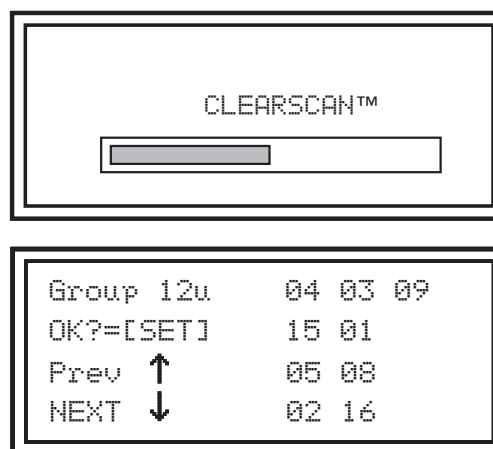 CLEARSCAN™
Group 12u 04 03 09
OK?=[SET] 15 01
Prev ↑ 05 08
NEXT ↓ 02 16